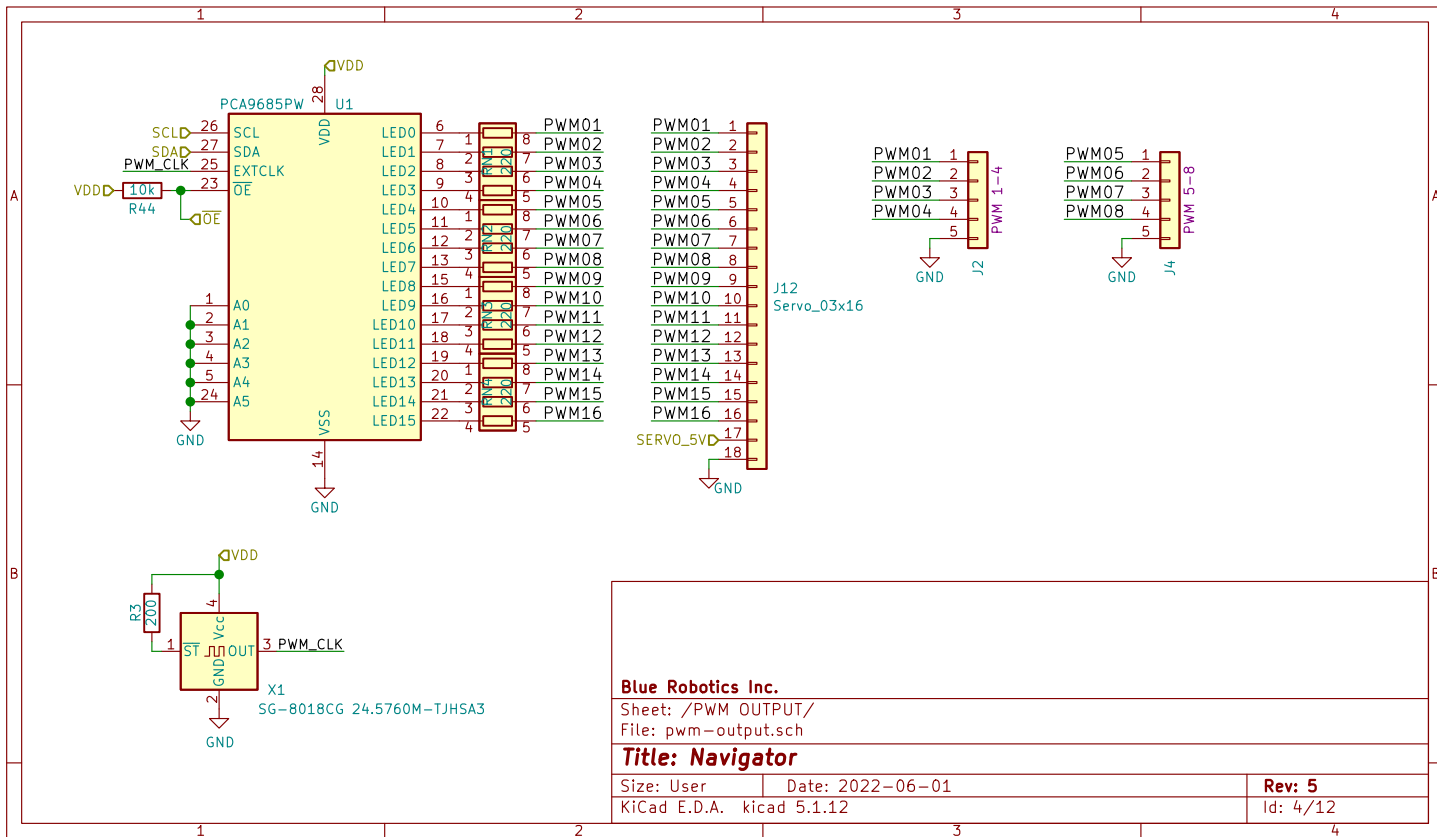 1 2 3 4
VDD
28
PCA9685PW U1
SCL 26 SCL VDD LED0 6 1 8 PWM01
SDA 27 SDA LED1 7 2 7 PWM02
PWM_CLK 25 EXTCLK LED2 8 3 6 PWM03
VDD 10k 23 OE LED3 9 4 5 PWM04
R44
OE
RN1 220
LED4 10 1 8 PWM05
LED5 11 2 7 PWM06
LED6 12 3 6 PWM07
LED7 13 4 5 PWM08
RN2 220
LED8 15 1 8 PWM09
1 A0 LED9 16 2 7 PWM10
2 A1 LED10 17 3 6 PWM11
3 A2 LED11 18 4 5 PWM12
RN3 220
4 A3 LED12 19 1 8 PWM13
5 A4 LED13 20 2 7 PWM14
24 A5 LED14 21 3 6 PWM15
VSS LED15 22 4 5 PWM16
RN4 220
GND
14
GND
PWM01 1
PWM02 2
PWM03 3
PWM04 4
PWM05 5
PWM06 6
PWM07 7
PWM08 8
PWM09 9
PWM10 10
PWM11 11
PWM12 12
PWM13 13
PWM14 14
PWM15 15
PWM16 16
SERVO_5V 17
18
GND
J12
Servo_03x16
PWM01 1
PWM02 2
PWM03 3
PWM04 4
5
GND
PWM 1-4
J2
PWM05 1
PWM06 2
PWM07 3
PWM08 4
5
GND
PWM 5-8
J4
A A
B B
VDD
R3 200
4
Vcc
1 ST OUT 3 PWM_CLK
GND
2
X1
SG-8018CG 24.5760M-TJHSA3
GND
Blue Robotics Inc.
Sheet: /PWM OUTPUT/
File: pwm-output.sch
Title: Navigator
Size: User Date: 2022-06-01 Rev: 5
KiCad E.D.A. kicad 5.1.12 Id: 4/12
1 2 3 4